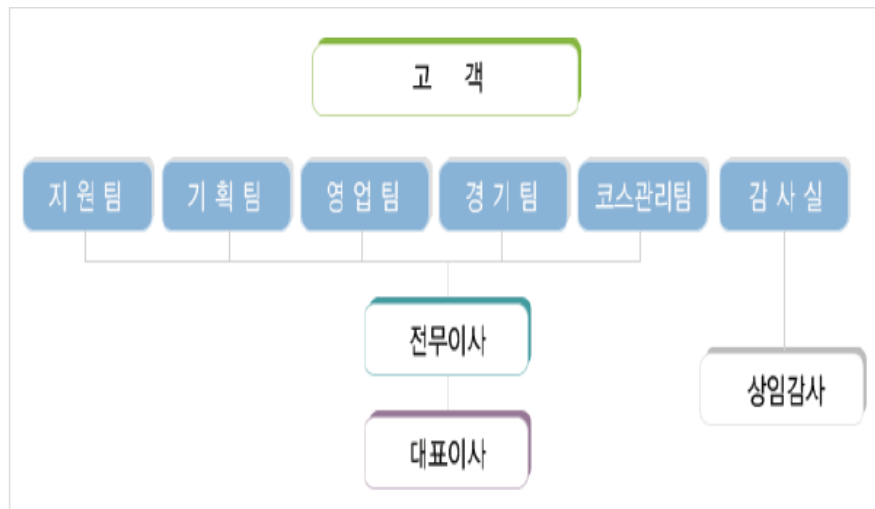 고 객
지 원 팀
기 획 팀
영 업 팀
경 기 팀
코스관리팀
감 사 실
전무이사
상임감사
대표이사